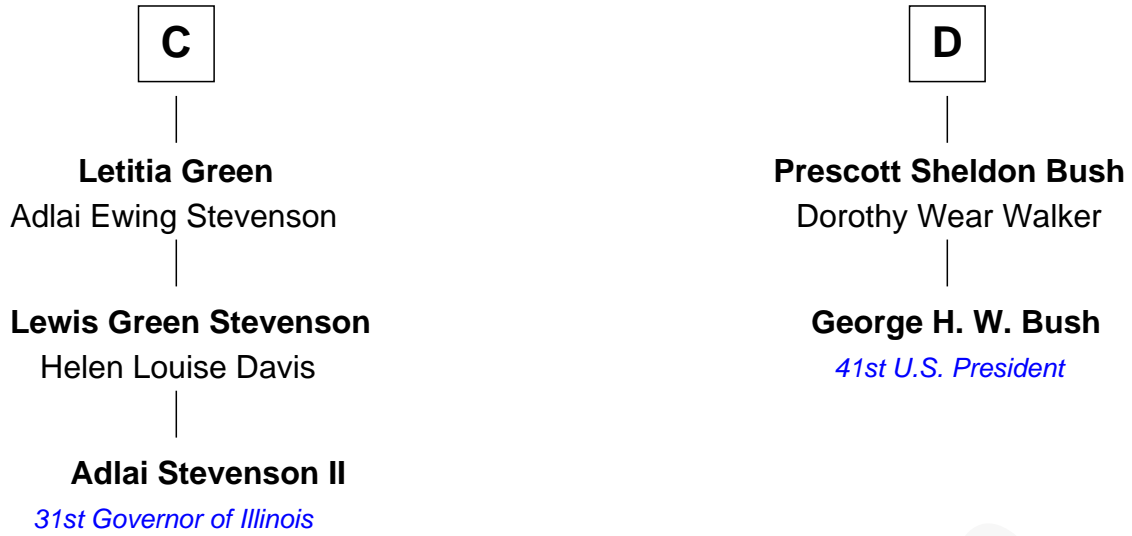 C
Letitia Green
Adlai Ewing Stevenson
Lewis Green Stevenson
Helen Louise Davis
Adlai Stevenson II
31st Governor of Illinois
D
Prescott Sheldon Bush
Dorothy Wear Walker
George H. W. Bush
41st U.S. President